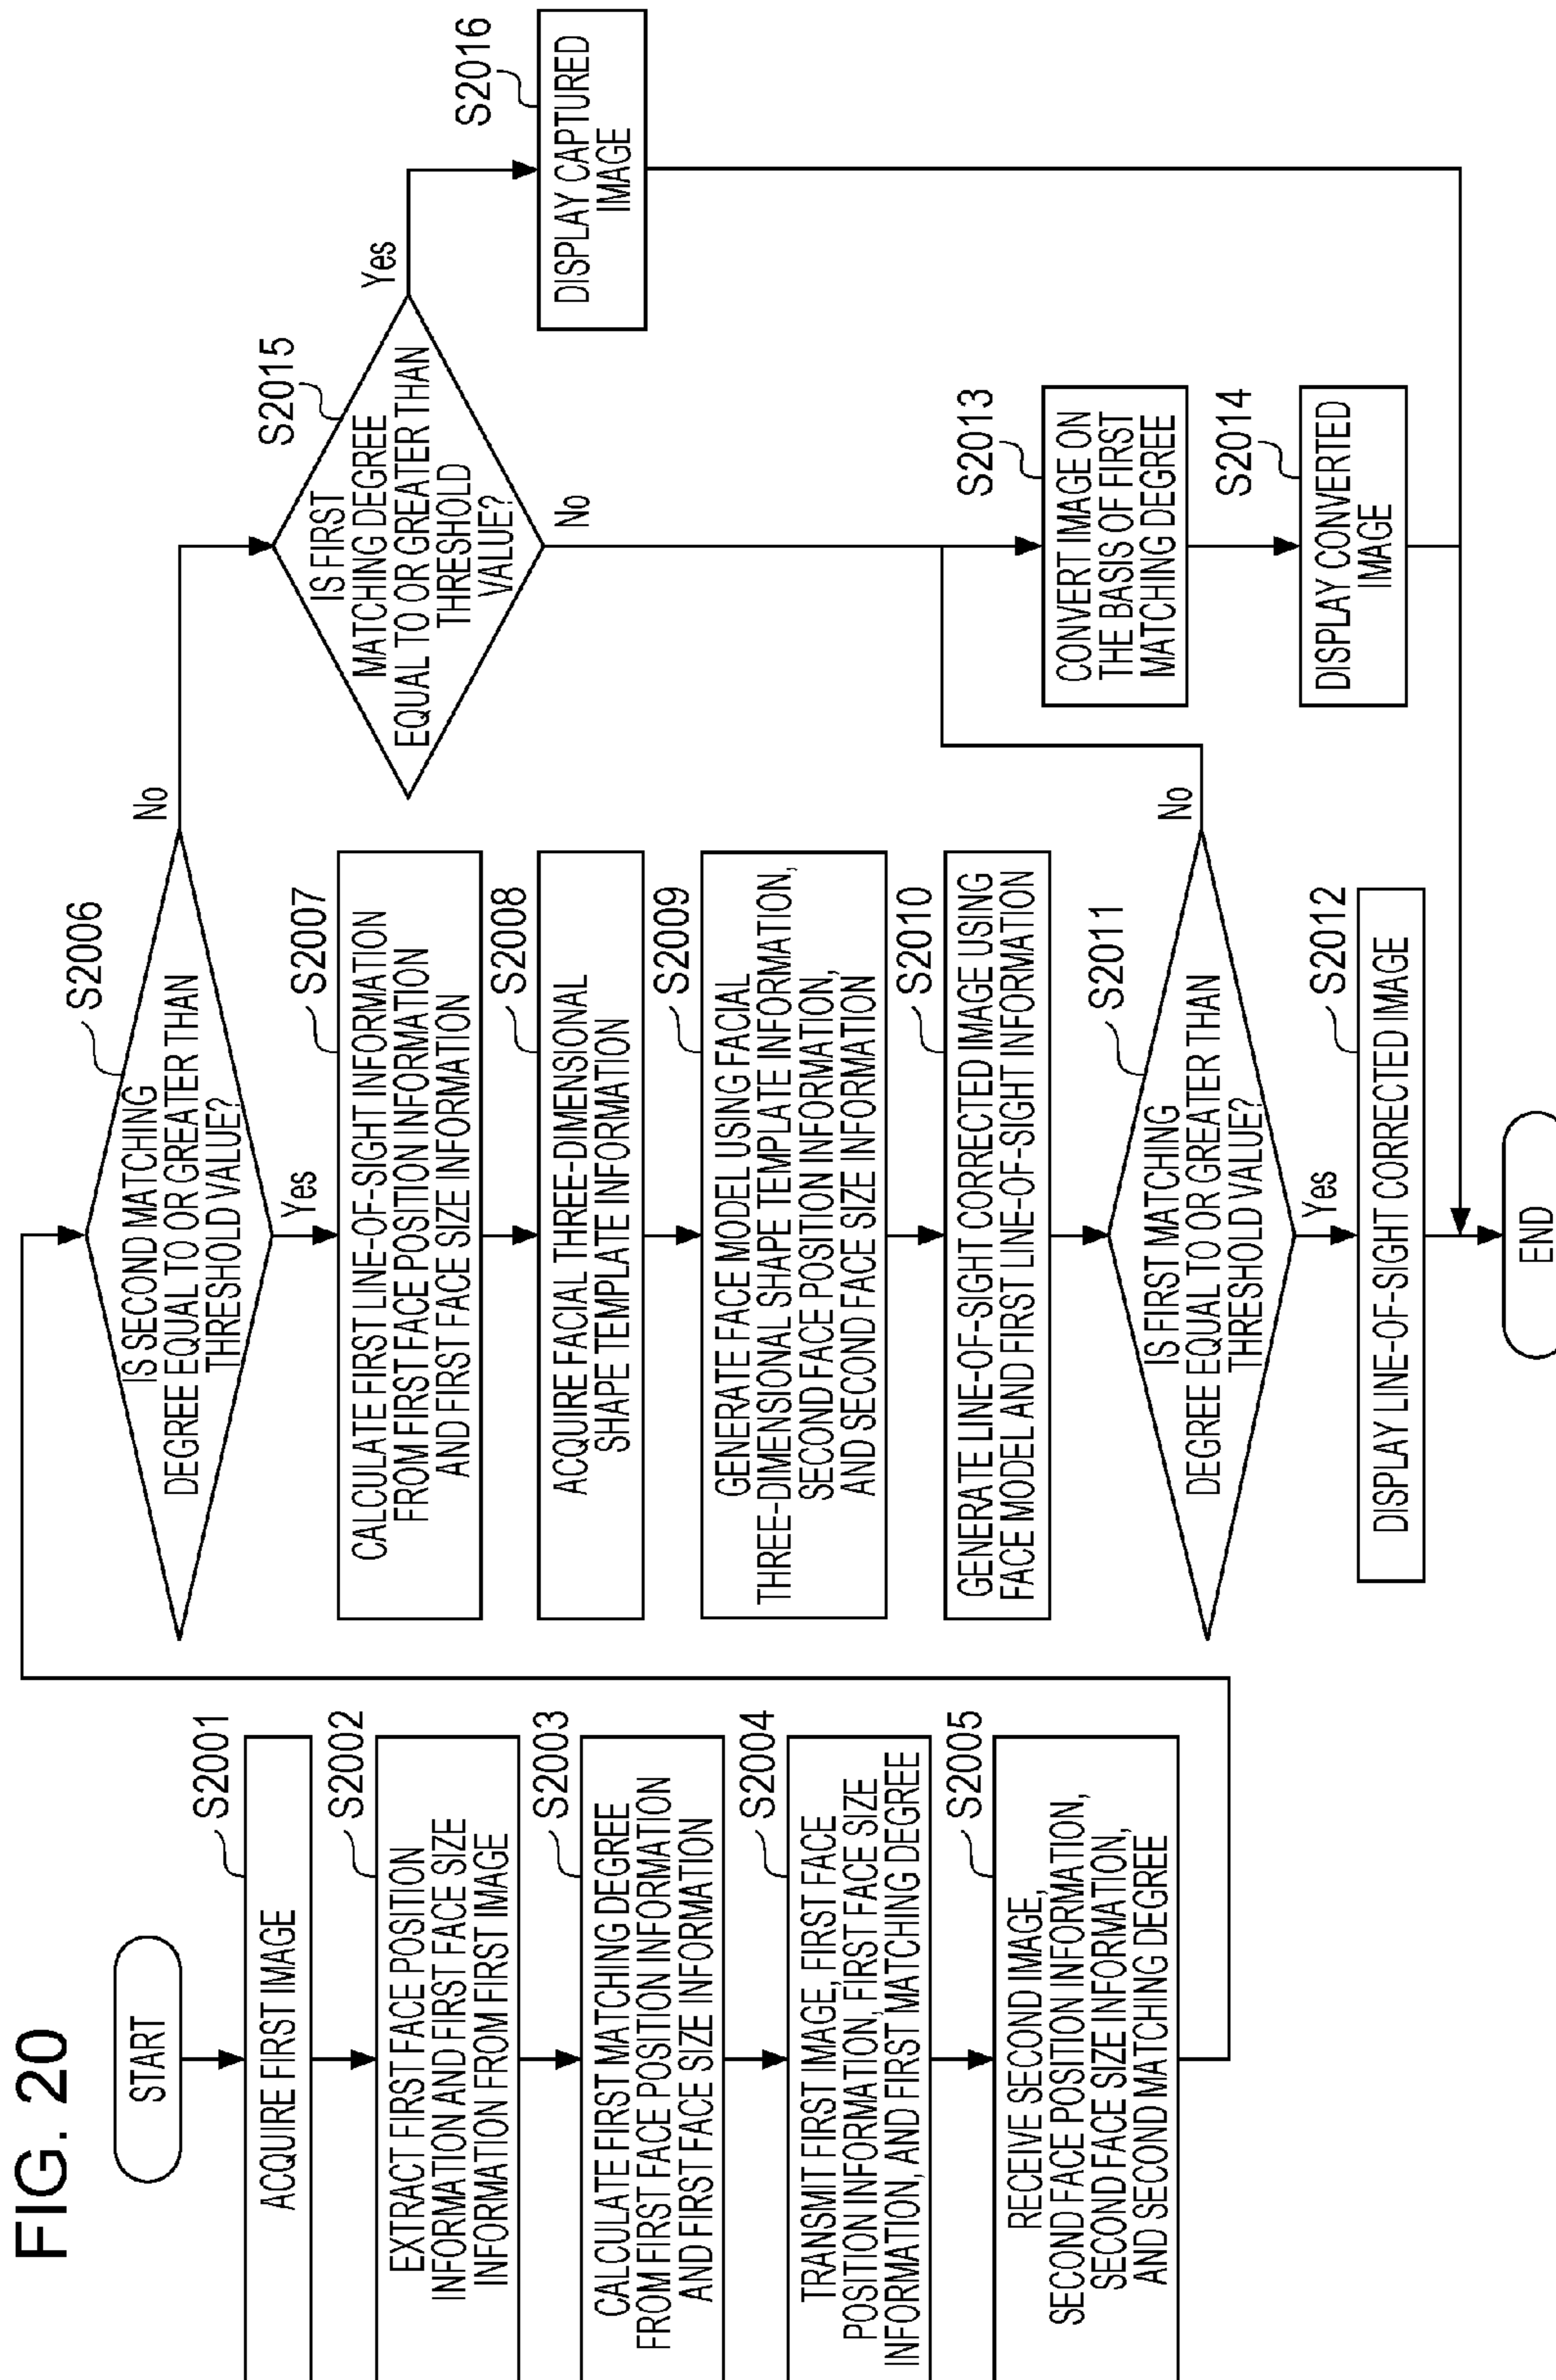 FIG. 20
START
S2001
ACQUIRE FIRST IMAGE
S2002
EXTRACT FIRST FACE POSITION
INFORMATION AND FIRST FACE SIZE
INFORMATION FROM FIRST IMAGE
S2003
CALCULATE FIRST MATCHING DEGREE
FROM FIRST FACE POSITION INFORMATION
AND FIRST FACE SIZE INFORMATION
S2004
TRANSMIT FIRST IMAGE, FIRST FACE
POSITION INFORMATION, FIRST FACE SIZE
INFORMATION, AND FIRST MATCHING DEGREE
S2005
RECEIVE SECOND IMAGE,
SECOND FACE POSITION INFORMATION,
SECOND FACE SIZE INFORMATION,
AND SECOND MATCHING DEGREE
S2006
IS SECOND MATCHING
DEGREE EQUAL TO OR GREATER THAN
THRESHOLD VALUE?
No
Yes
S2007
CALCULATE FIRST LINE-OF-SIGHT INFORMATION
FROM FIRST FACE POSITION INFORMATION
AND FIRST FACE SIZE INFORMATION
S2008
ACQUIRE FACIAL THREE-DIMENSIONAL
SHAPE TEMPLATE INFORMATION
S2009
GENERATE FACE MODEL USING FACIAL
THREE-DIMENSIONAL SHAPE TEMPLATE INFORMATION,
SECOND FACE POSITION INFORMATION,
AND SECOND FACE SIZE INFORMATION
S2010
GENERATE LINE-OF-SIGHT CORRECTED IMAGE USING
FACE MODEL AND FIRST LINE-OF-SIGHT INFORMATION
S2011
IS FIRST MATCHING
DEGREE EQUAL TO OR GREATER THAN
THRESHOLD VALUE?
No
Yes
S2012
DISPLAY LINE-OF-SIGHT CORRECTED IMAGE
END
S2015
IS FIRST
MATCHING DEGREE
EQUAL TO OR GREATER THAN
THRESHOLD
VALUE?
Yes
No
S2013
CONVERT IMAGE ON
THE BASIS OF FIRST
MATCHING DEGREE
S2014
DISPLAY CONVERTED
IMAGE
S2016
DISPLAY CAPTURED
IMAGE